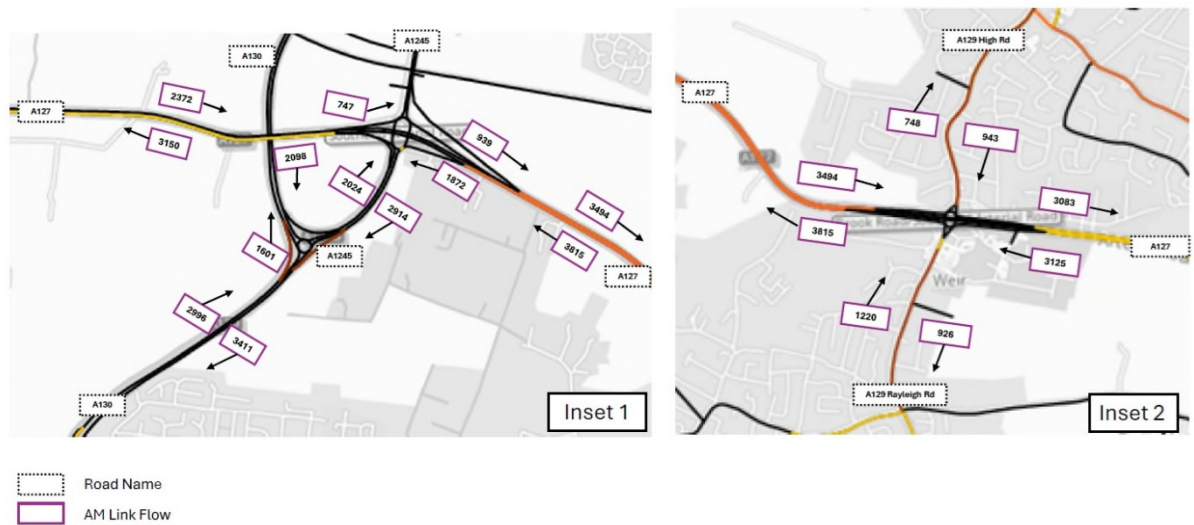 A1245
A130
2372
A127
747
3150
939
2098
2024
1872
2914
3494
1601
3815
A1245
A127
2996
3411
A130
Inset 1
A129 High Rd
A127
748
943
3494
3083
3815
A127
3125
Weir
1220
926
A129 Rayleigh Rd
Inset 2
Road Name
AM Link Flow